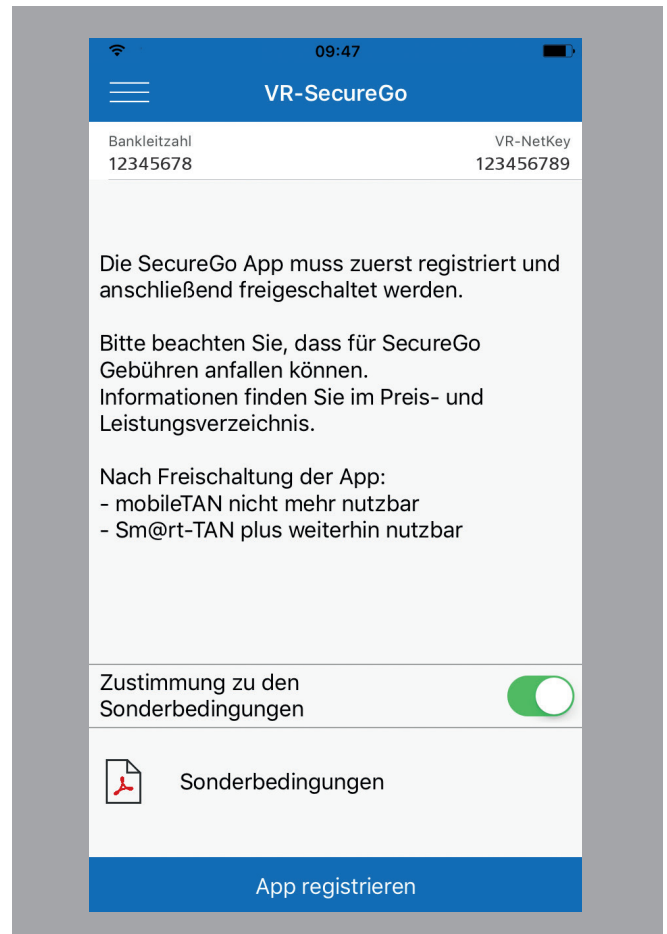 09:47
VR-SecureGo
Bankleitzahl VR-NetKey
12345678 123456789
Die SecureGo App muss zuerst registriert und
anschließend freigeschaltet werden.
Bitte beachten Sie, dass für SecureGo
Gebühren anfallen können.
Informationen finden Sie im Preis- und
Leistungsverzeichnis.
Nach Freischaltung der App:
- mobileTAN nicht mehr nutzbar
- Sm@rt-TAN plus weiterhin nutzbar
Zustimmung zu den
Sonderbedingungen
Sonderbedingungen
App registrieren